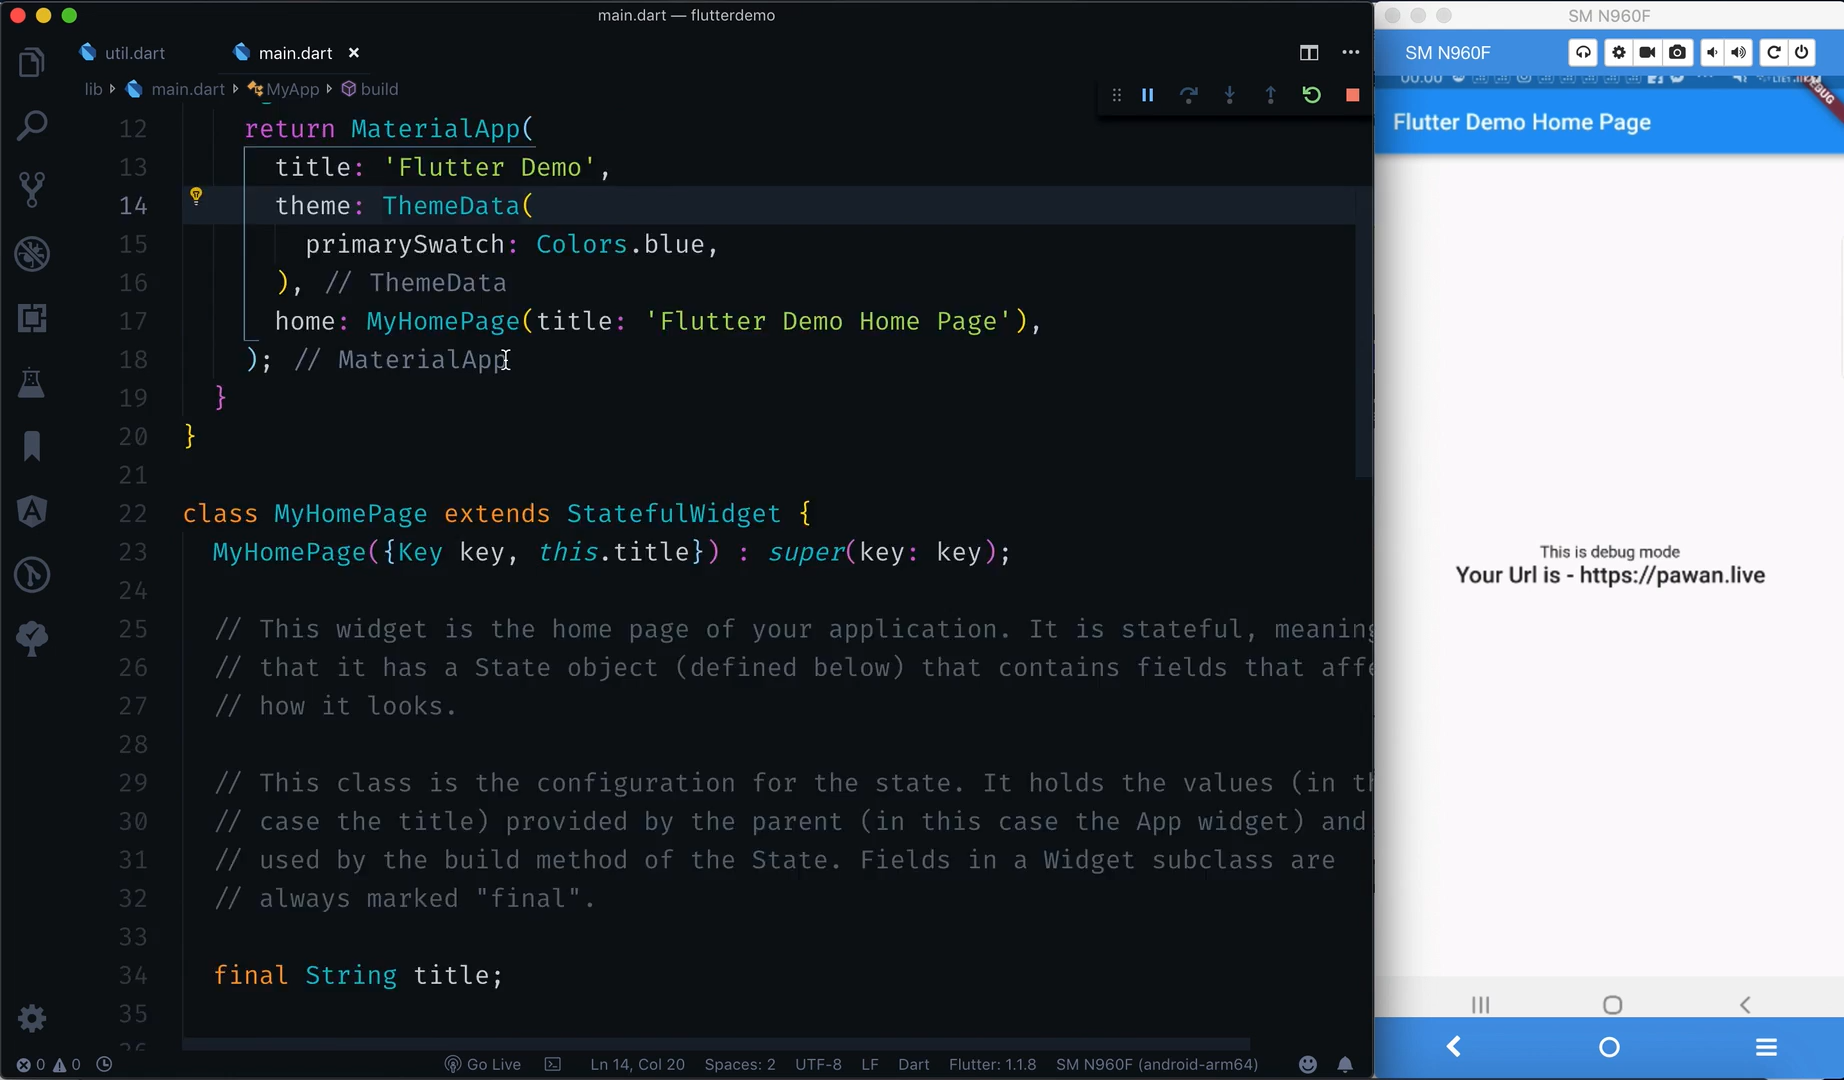 main.dart — flutterdemo
util.dart
main.dart
lib main.dart MyApp build
12 return MaterialApp(
13 title: 'Flutter Demo',
14 theme: ThemeData(
15 primarySwatch: Colors.blue,
16 ), // ThemeData
17 home: MyHomePage(title: 'Flutter Demo Home Page'),
18 ); // MaterialApp
19 }
20 }
21
22 class MyHomePage extends StatefulWidget {
23 MyHomePage({Key key, this.title}) : super(key: key);
24
25 // This widget is the home page of your application. It is stateful, meaning
26 // that it has a State object (defined below) that contains fields that affe
27 // how it looks.
28
29 // This class is the configuration for the state. It holds the values (in th
30 // case the title) provided by the parent (in this case the App widget) and
31 // used by the build method of the State. Fields in a Widget subclass are
32 // always marked "final".
33
34 final String title;
35
0 0 Go Live Ln 14, Col 20 Spaces: 2 UTF-8 LF Dart Flutter: 1.1.8 SM N960F (android-arm64)
SM N960F
SM N960F
DEBUG
Flutter Demo Home Page
This is debug mode
Your Url is - https://pawan.live